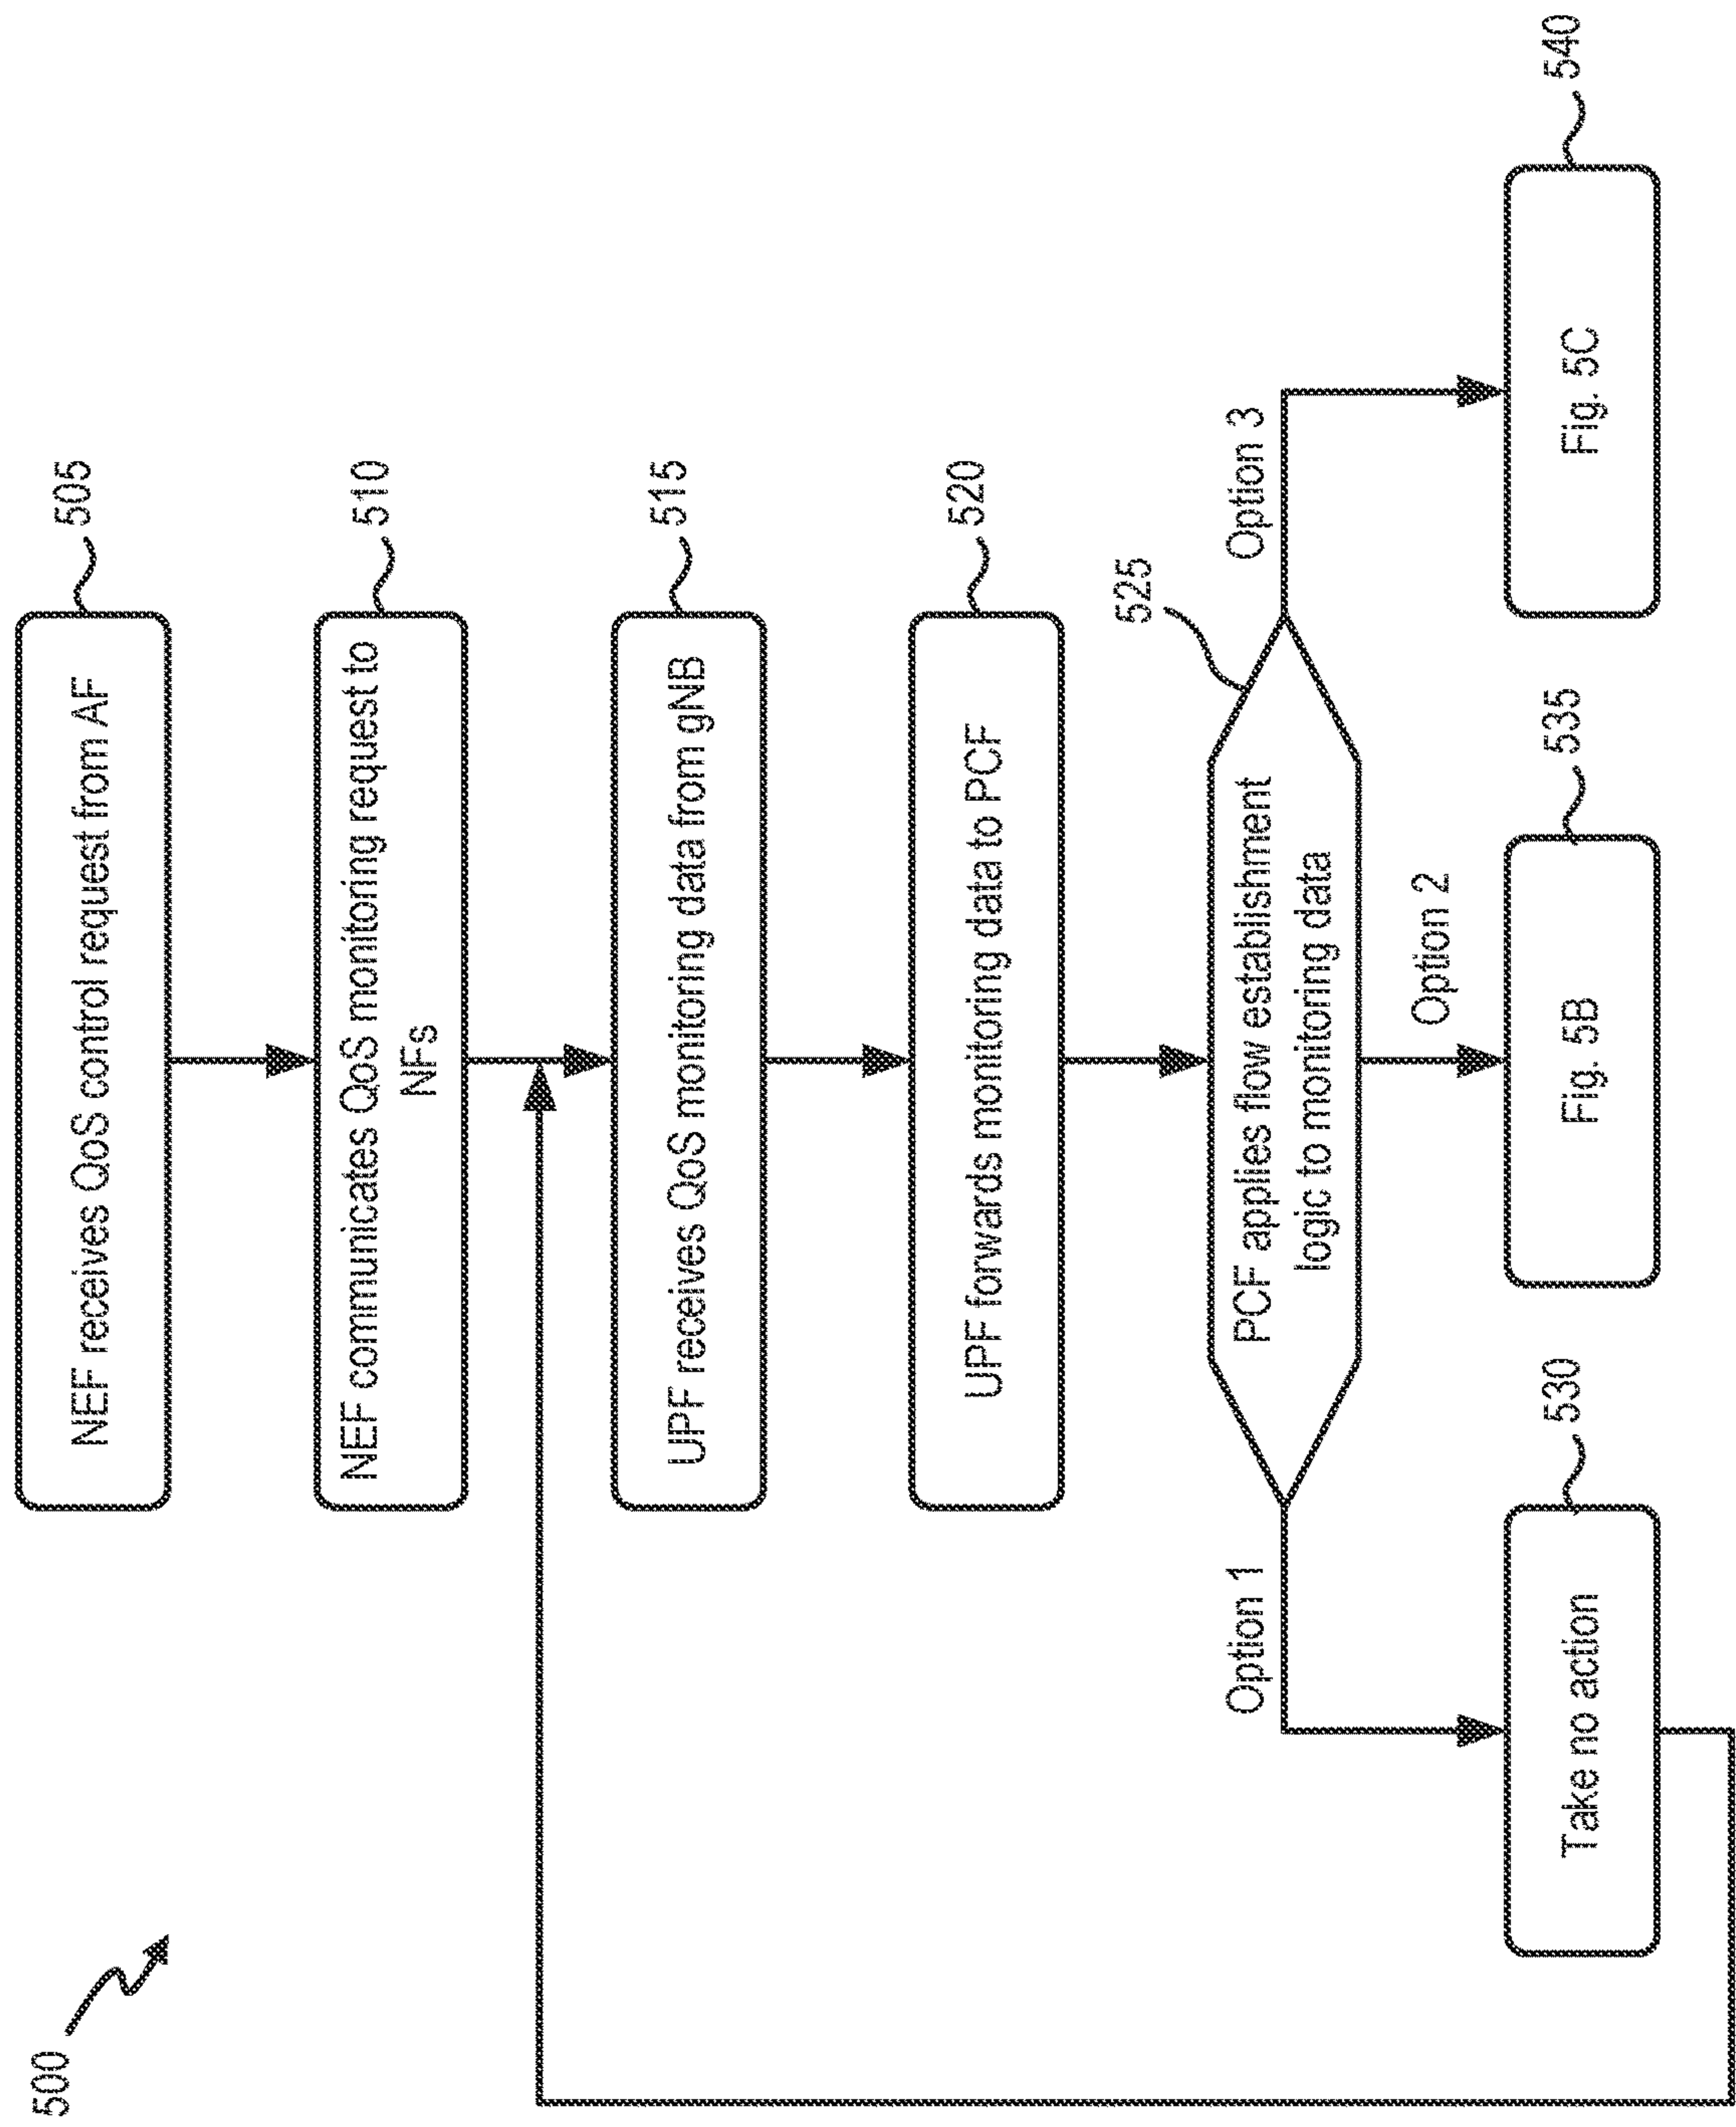 500
NEF receives QoS control request from AF
505
NEF communicates QoS monitoring request to
NFs
510
UPF receives QoS monitoring data from gNB
515
UPF forwards monitoring data to PCF
520
525
PCF applies flow establishment
logic to monitoring data
Option 1
Option 2
Option 3
Take no action
530
Fig. 5B
535
Fig. 5C
540